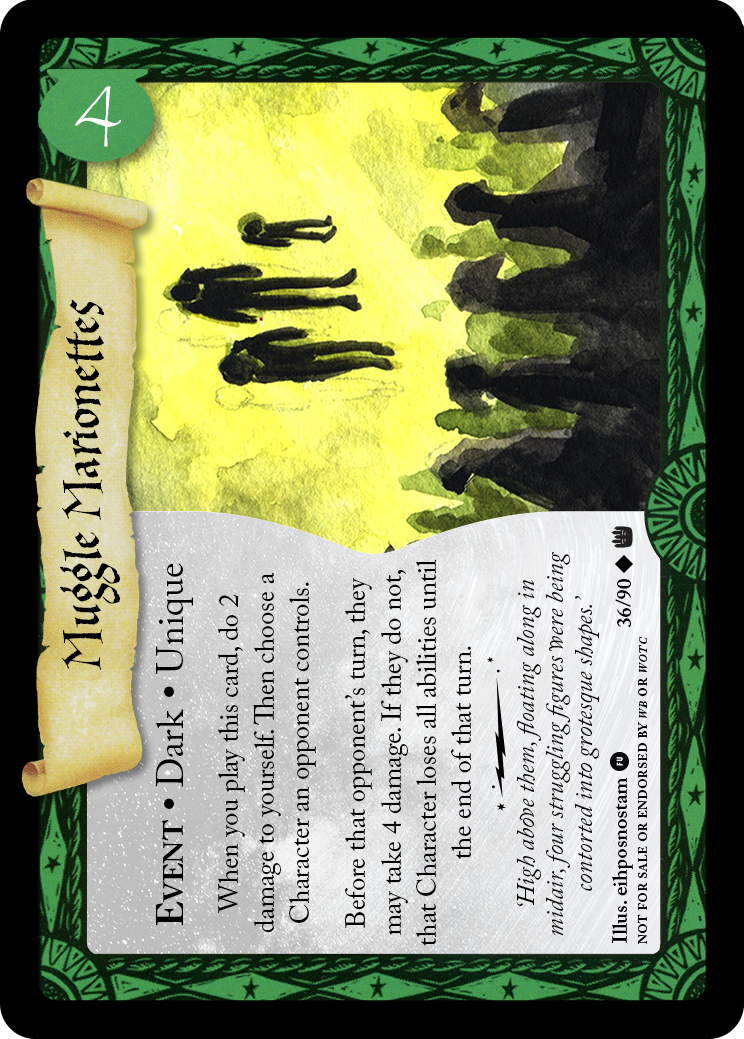 4
Muggle Marionettes
EVENT • Dark • Unique
When you play this card, do 2
damage to yourself. Then choose a
Character an opponent controls.
Before that opponent's turn, they
may take 4 damage. If they do not,
that Character loses all abilities until
the end of that turn.
'High above them, floating along in
midair, four struggling figures were being
contorted into grotesque shapes.'
Illus. eihposnostam FU 36/90
NOT FOR SALE OR ENDORSED BY WB OR WOTC